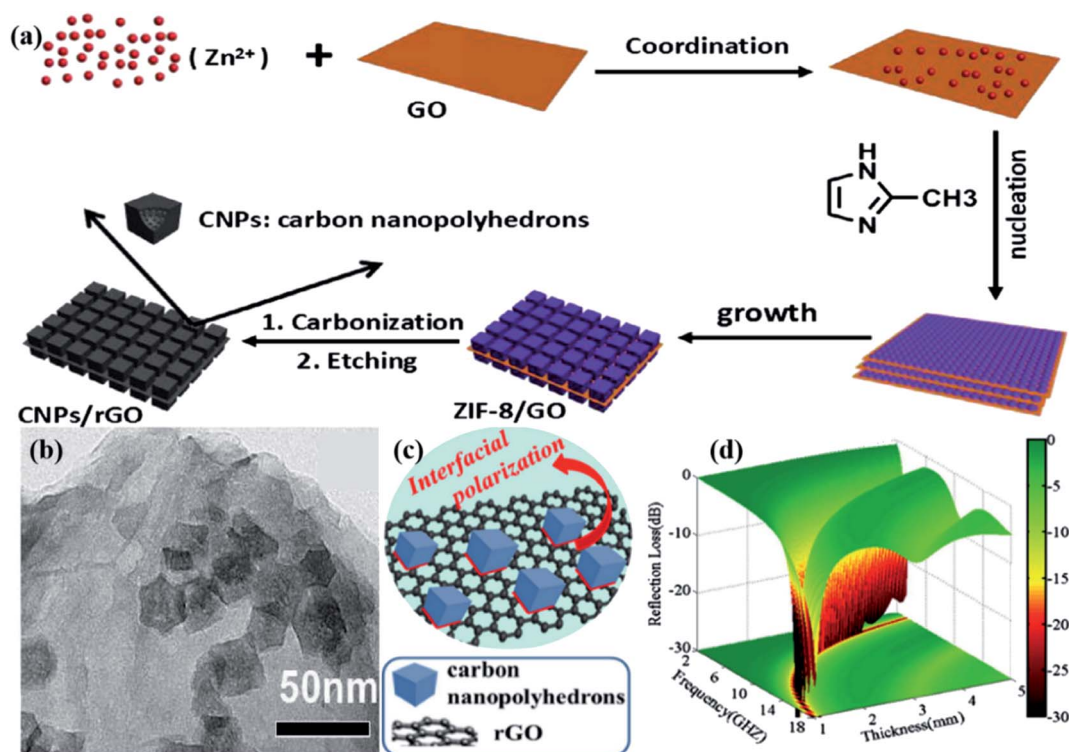 (a)
( Zn²⁺ )
+
GO
Coordination
H
N
N
CH3
nucleation
CNPs: carbon nanopolyhedrons
growth
1. Carbonization
2. Etching
CNPs/rGO
ZIF-8/GO
(b)
50nm
(c)
Interfacial
polarization
carbon
nanopolyhedrons
rGO
(d)
0
-10
-20
-30
Reflection Loss(dB)
2
6
10
14
18
Frequency(GHZ)
1
2
3
4
5
Thickness(mm)
0
-5
-10
-15
-20
-25
-30